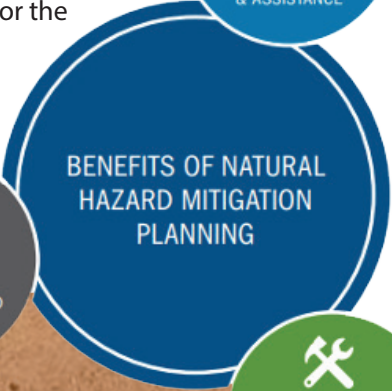 or the
& ASSISTANCE
BENEFITS OF NATURAL
HAZARD MITIGATION
PLANNING